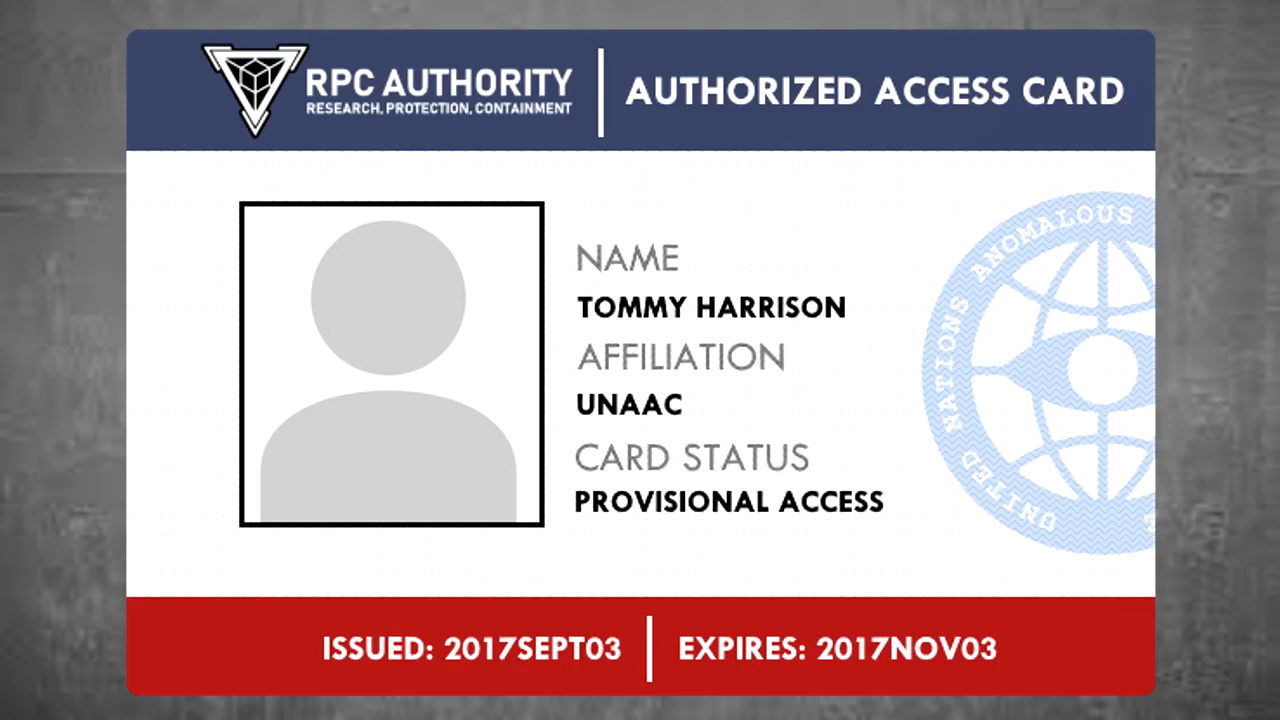 RPC AUTHORITY
RESEARCH, PROTECTION, CONTAINMENT
AUTHORIZED ACCESS CARD
NAME
TOMMY HARRISON
AFFILIATION
UNAAC
CARD STATUS
PROVISIONAL ACCESS
UNITED NATIONS ANOMALOUS
ISSUED: 2017SEPT03
EXPIRES: 2017NOV03